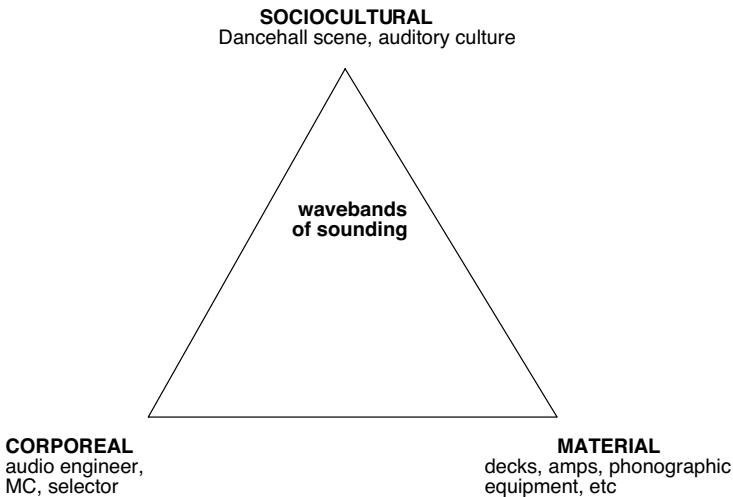 SOCIOCULTURAL
Dancehall scene, auditory culture
wavebands
of sounding
CORPOREAL
audio engineer,
MC, selector
MATERIAL
decks, amps, phonographic
equipment, etc